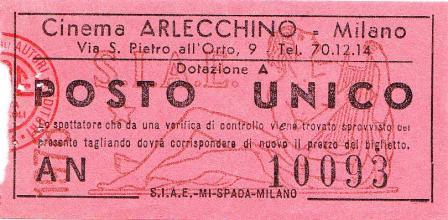 Cinema ARLECCHINO - Milano
Via S. Pietro all'Orto, 9 Tel. 70.12.14
Dotazione A
POSTO UNICO
Lo spettatore che da una verifica di controllo viene trovato sprovvisto del
presente tagliando dovrà corrispondere di nuovo il prezzo del biglietto.
AN 10093
S.I.A.E.-MI-SPADA-MILANO
S.I.A.E.
AUTORI